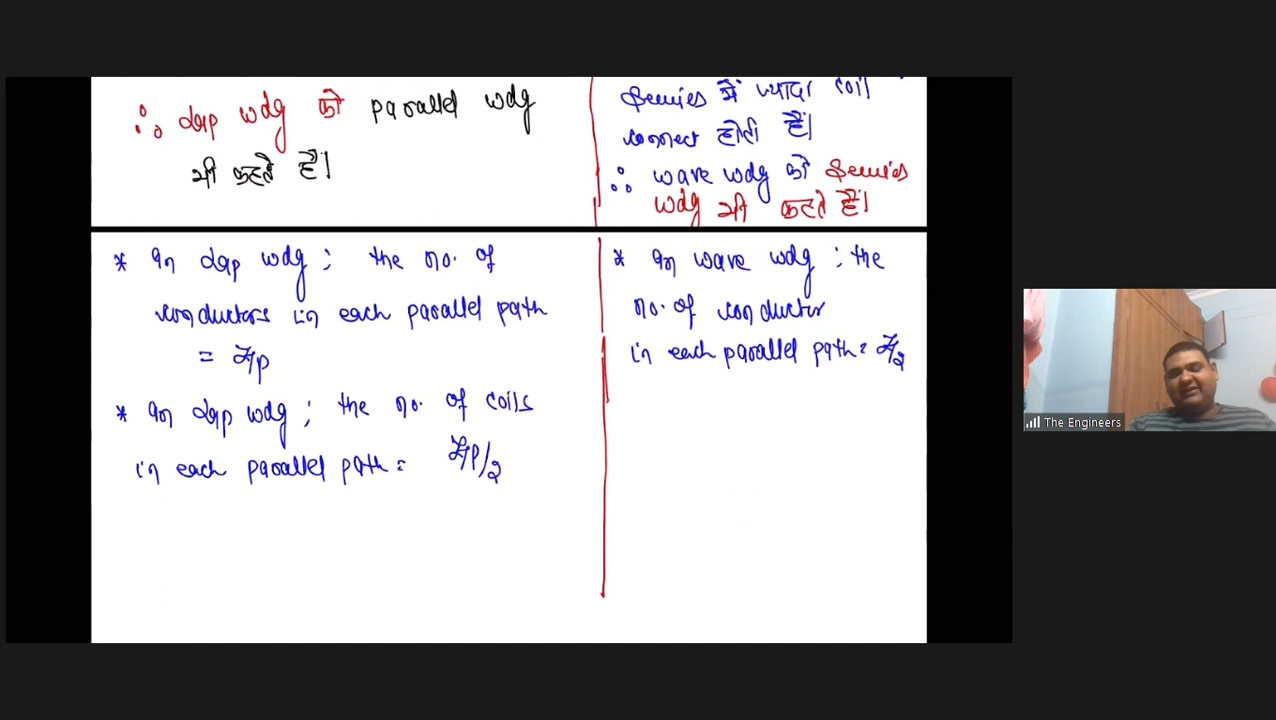 ∴ Lap wdg को parallel wdg
भी कहते हैं।
Series में ज्यादा coil
connect होती हैं।
∴ wave wdg को Series
wdg भी कहते हैं।
* In Lap wdg ; the no. of
conductors in each parallel path
= Z/p
* In Lap wdg ; the no. of coils
in each parallel path = Z/P/2
* In wave wdg ; the
no. of conductor
in each parallel path = Z/2
The Engineers